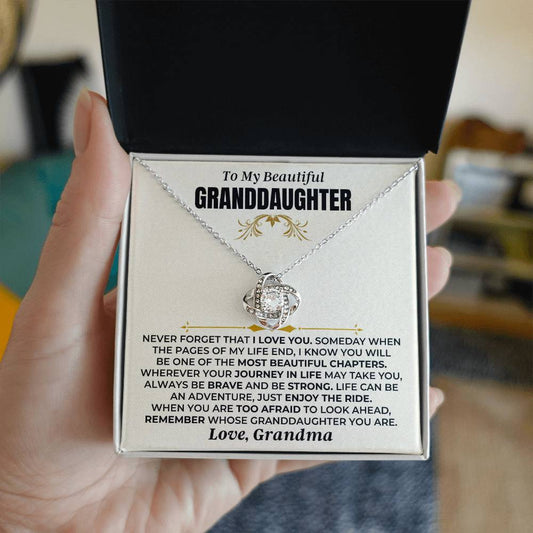 To My Beautiful
GRANDDAUGHTER
NEVER FORGET THAT I LOVE YOU. SOMEDAY WHEN
THE PAGES OF MY LIFE END, I KNOW YOU WILL
BE ONE OF THE MOST BEAUTIFUL CHAPTERS.
WHEREVER YOUR JOURNEY IN LIFE MAY TAKE YOU,
ALWAYS BE BRAVE AND BE STRONG. LIFE CAN BE
AN ADVENTURE, JUST ENJOY THE RIDE.
WHEN YOU ARE TOO AFRAID TO LOOK AHEAD,
REMEMBER WHOSE GRANDDAUGHTER YOU ARE.
Love, Grandma